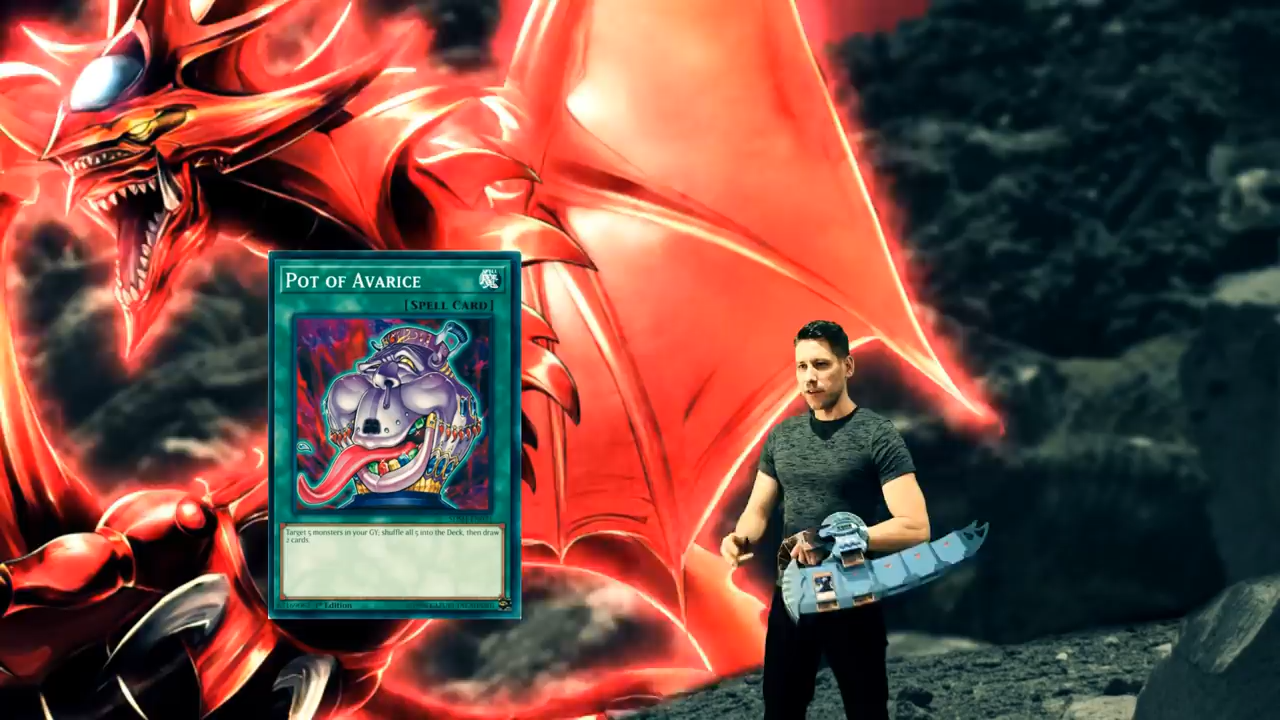 Pot of Avarice
SPELL
[Spell Card]
Target 5 monsters in your GY; shuffle all 5 into the Deck, then draw
2 cards.
1st Edition